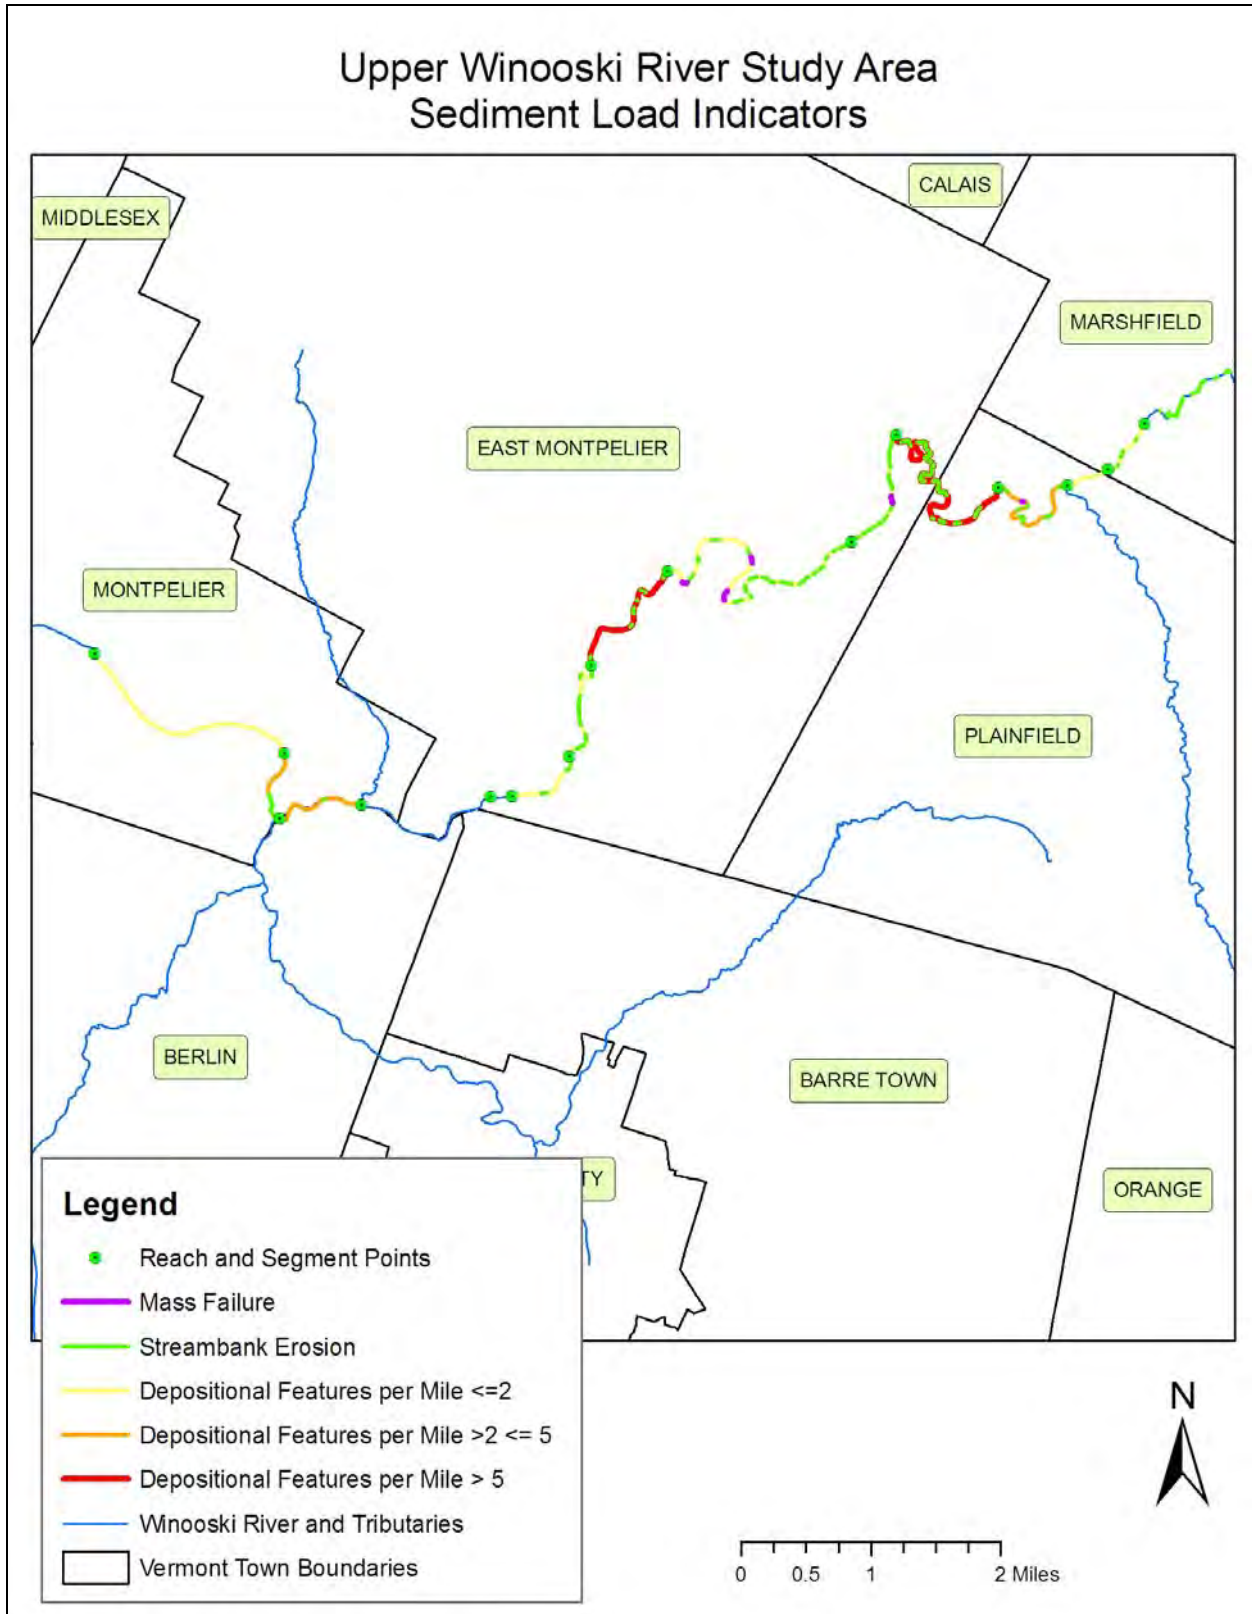 Upper Winooski River Study Area
Sediment Load Indicators
CALAIS
MIDDLESEX
MARSHFIELD
EAST MONTPELIER
MONTPELIER
PLAINFIELD
BERLIN
BARRE TOWN
TY
ORANGE
Legend
Reach and Segment Points
Mass Failure
Streambank Erosion
Depositional Features per Mile <=2
Depositional Features per Mile >2 <= 5
Depositional Features per Mile > 5
Winooski River and Tributaries
Vermont Town Boundaries
N
0 0.5 1 2 Miles